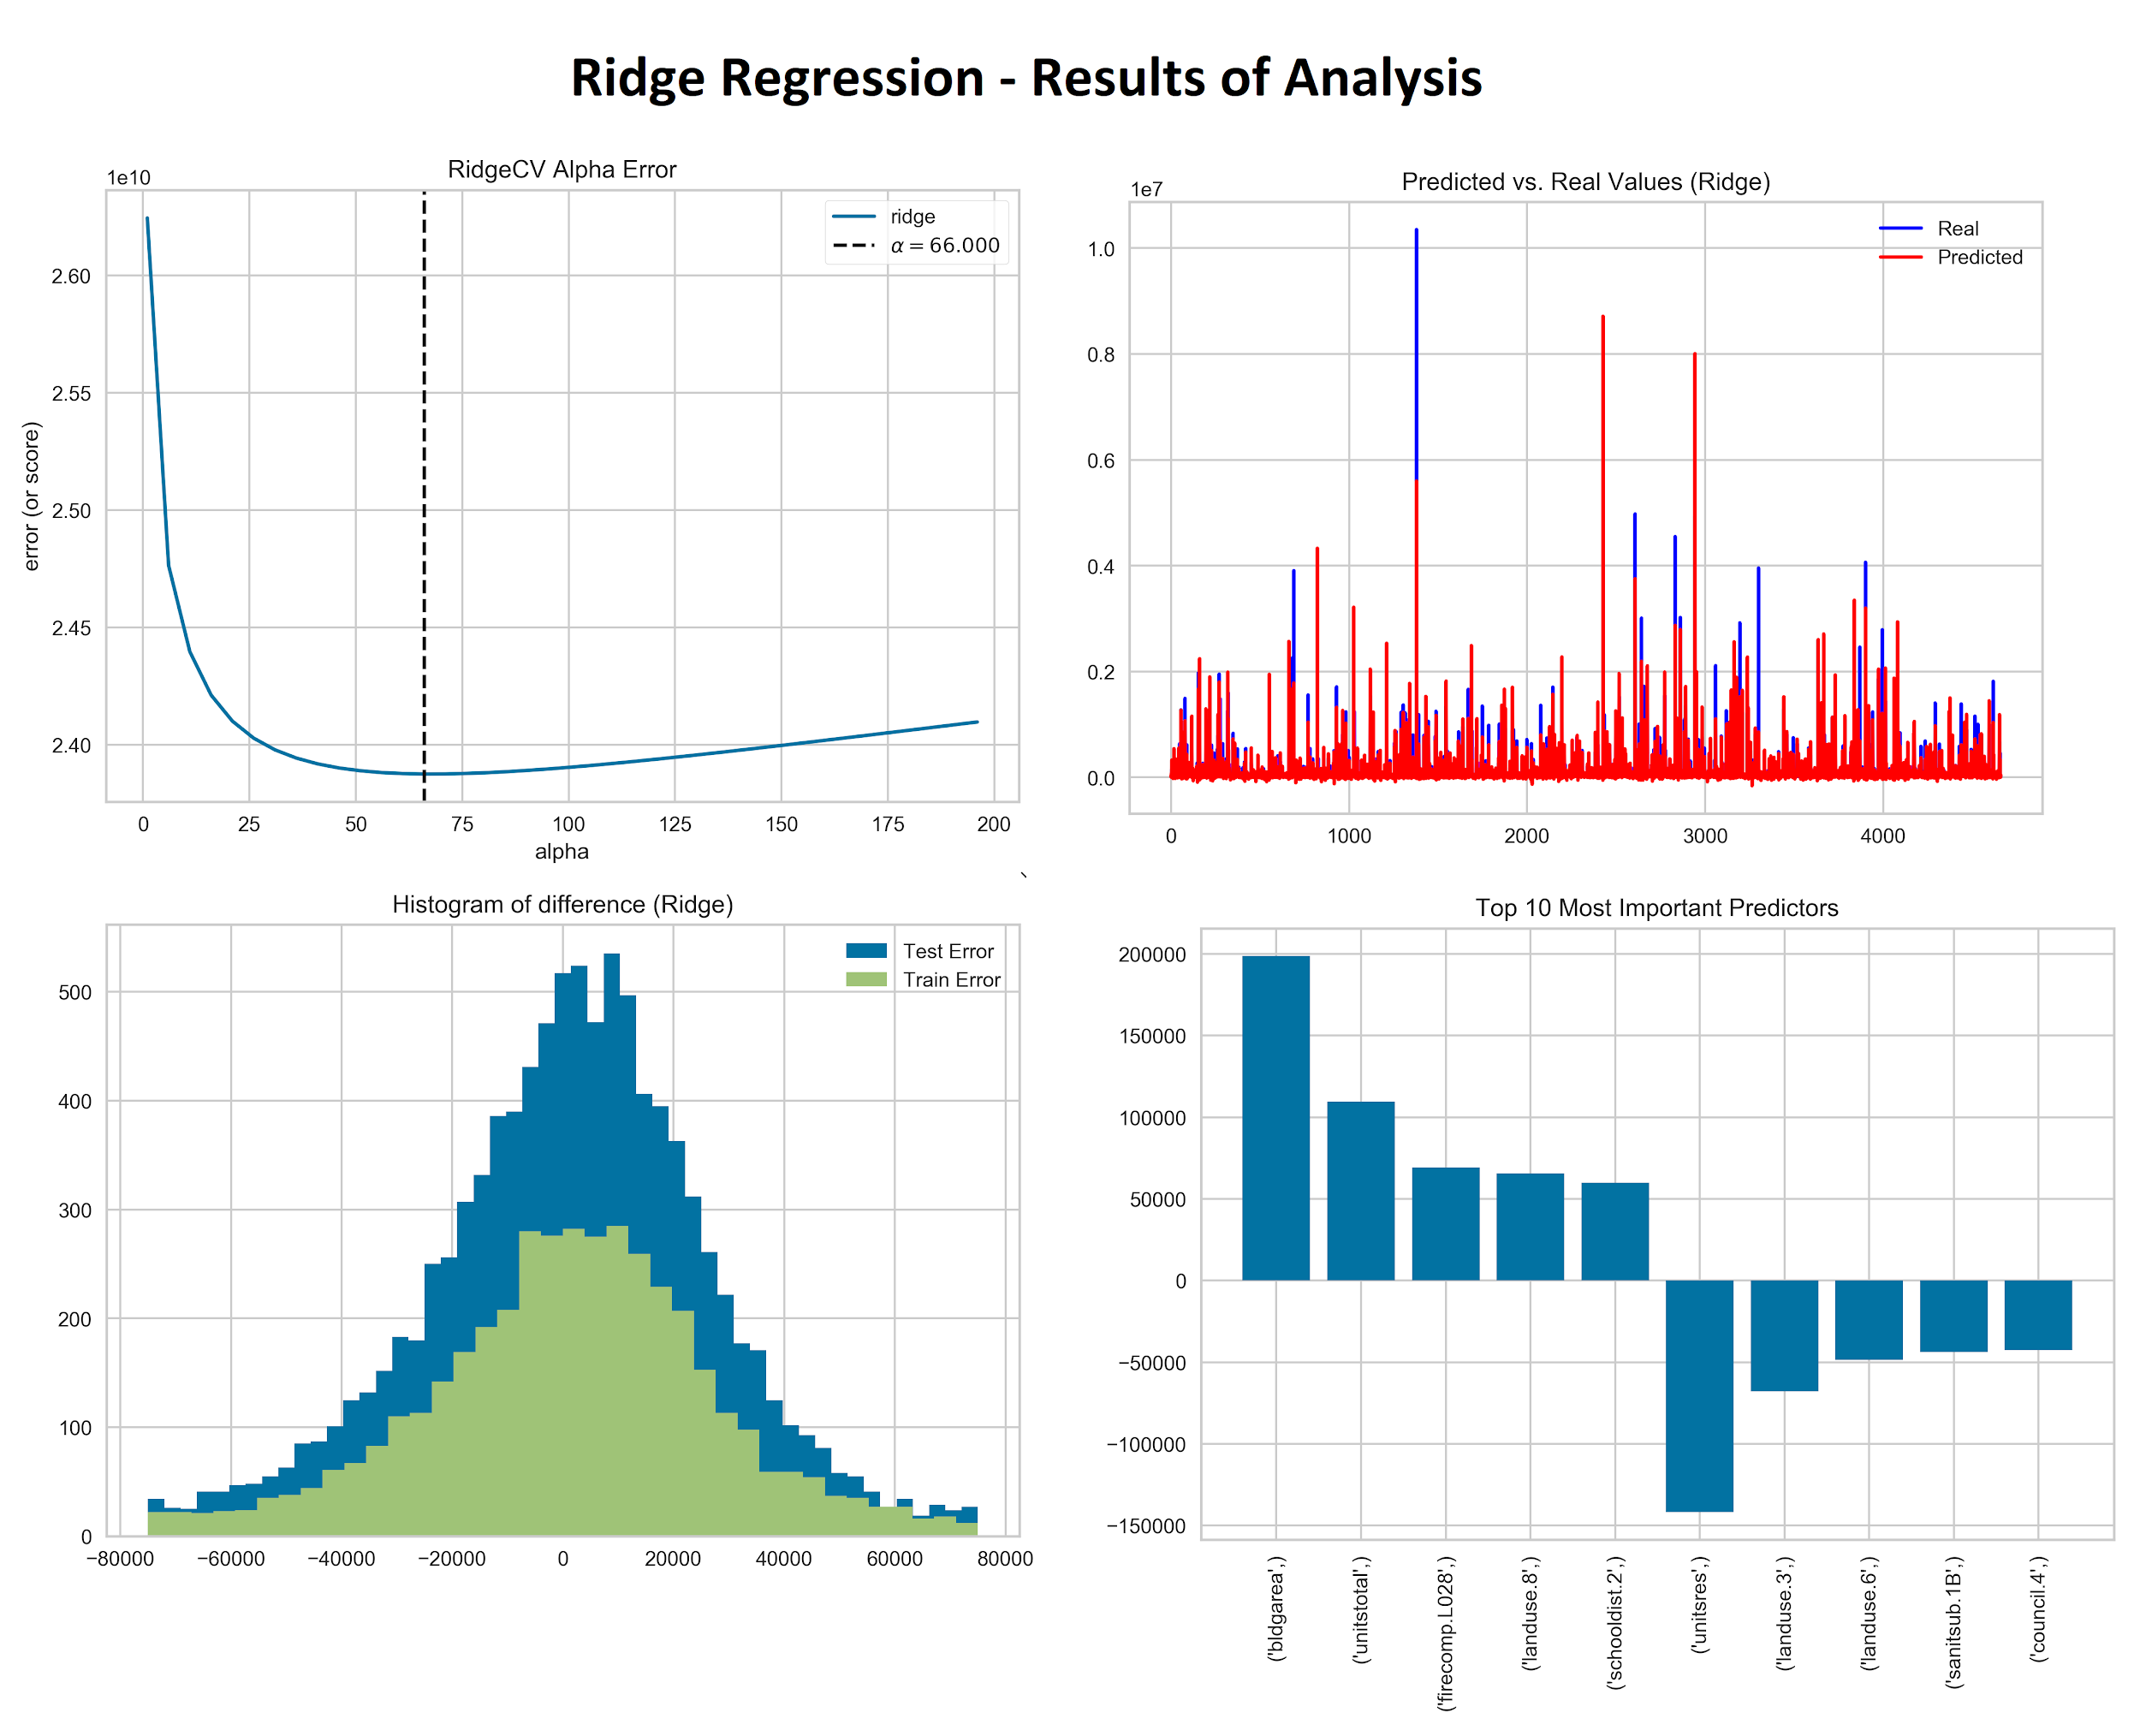 Ridge Regression - Results of Analysis
RidgeCV Alpha Error
1e10
ridge
α = 66.000
2.60
2.55
2.50
2.45
2.40
error (or score)
0 25 50 75 100 125 150 175 200
alpha
Predicted vs. Real Values (Ridge)
1e7
Real
Predicted
1.0
0.8
0.6
0.4
0.2
0.0
0 1000 2000 3000 4000
Histogram of difference (Ridge)
Test Error
Train Error
500
400
300
200
100
0
−80000 −60000 −40000 −20000 0 20000 40000 60000 80000
Top 10 Most Important Predictors
200000
150000
100000
50000
0
−50000
−100000
−150000
('bldgarea',)
('unitstotal',)
('firecomp.L028',)
('landuse.8',)
('schooldist.2',)
('unitsres',)
('landuse.3',)
('landuse.6',)
('sanitsub.1B',)
('council.4',)